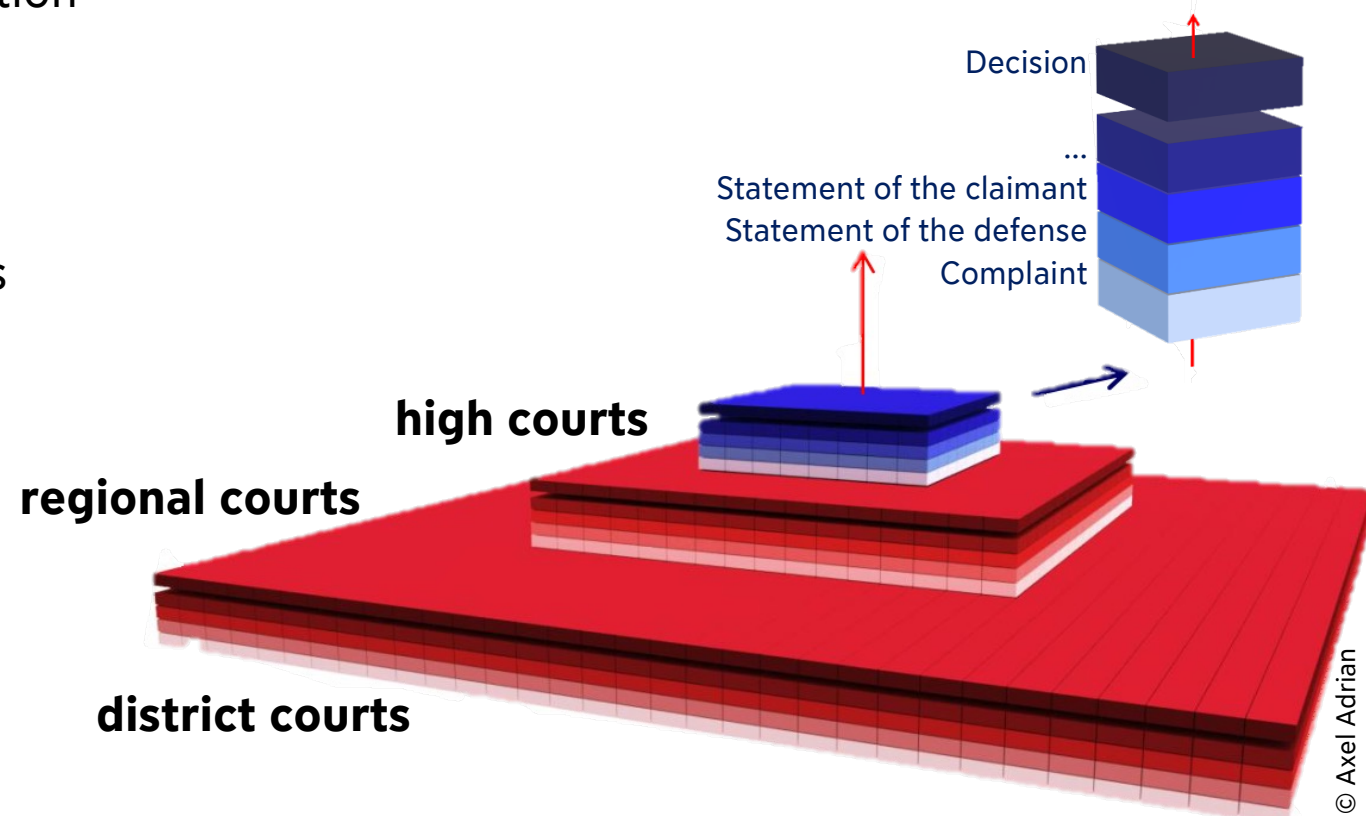 Decision
...
Statement of the claimant
Statement of the defense
Complaint
high courts
regional courts
district courts
© Axel Adrian